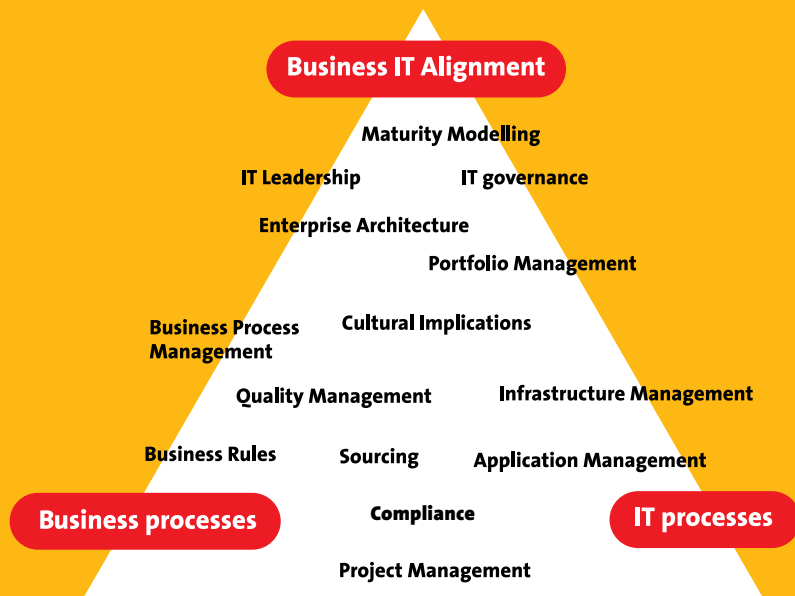 Business IT Alignment
Maturity Modelling
IT Leadership
IT governance
Enterprise Architecture
Portfolio Management
Cultural Implications
Business Process
Management
Quality Management
Infrastructure Management
Business Rules
Sourcing
Application Management
Compliance
Business processes
IT processes
Project Management